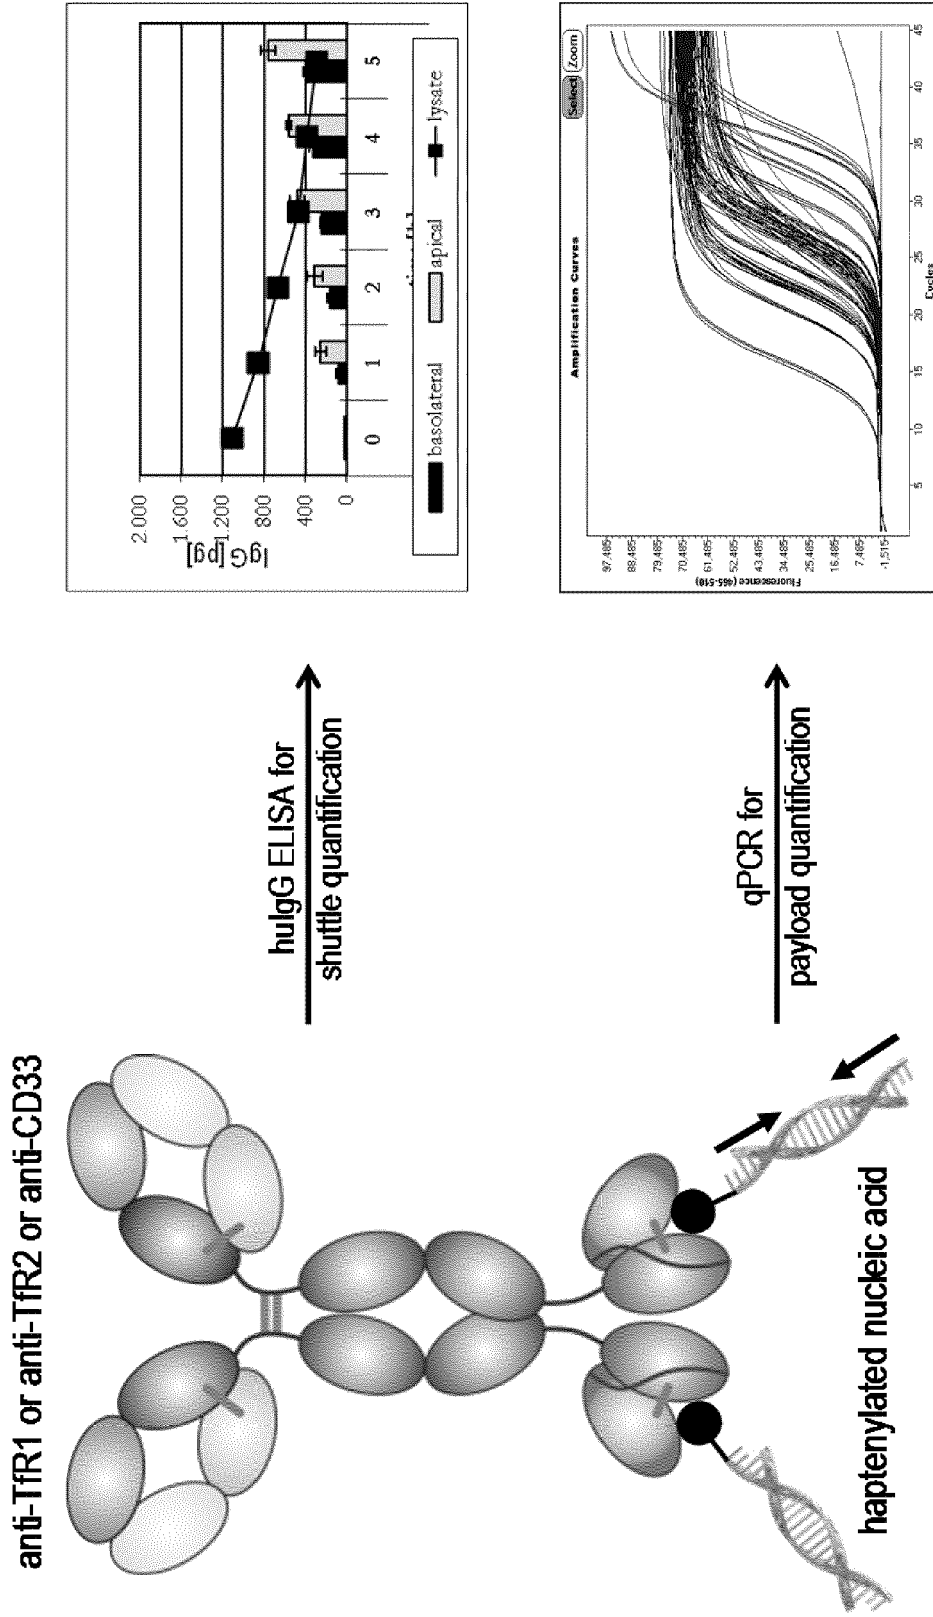 anti-TfR1 or anti-TfR2 or anti-CD33
haptenylated nucleic acid
huIgG ELISA for
shuttle quantification
qPCR for
payload quantification
IgG [pg]
2.000
1.600
1.200
800
400
0
0 1 2 3 4 5
basolateral apical lysate
Amplification Curves
Select Zoom
Fluorescence (465-510)
97,485
88,485
79,485
70,485
61,485
52,485
43,485
34,485
25,485
16,485
7,485
-1,515
5 10 15 20 25 30 35 40 45
Cycles